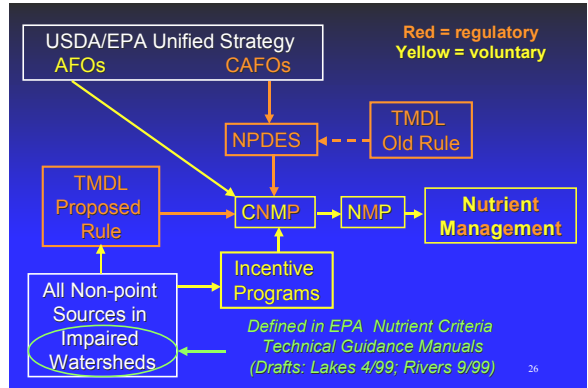 USDA/EPA Unified Strategy
AFOs
CAFOs
Red = regulatory
Yellow = voluntary
NPDES
TMDL
Old Rule
TMDL
Proposed
Rule
CNMP
NMP
Nutrient
Management
Incentive
Programs
All Non-point
Sources in
Impaired
Watersheds
Defined in EPA Nutrient Criteria
Technical Guidance Manuals
(Drafts: Lakes 4/99; Rivers 9/99)
26